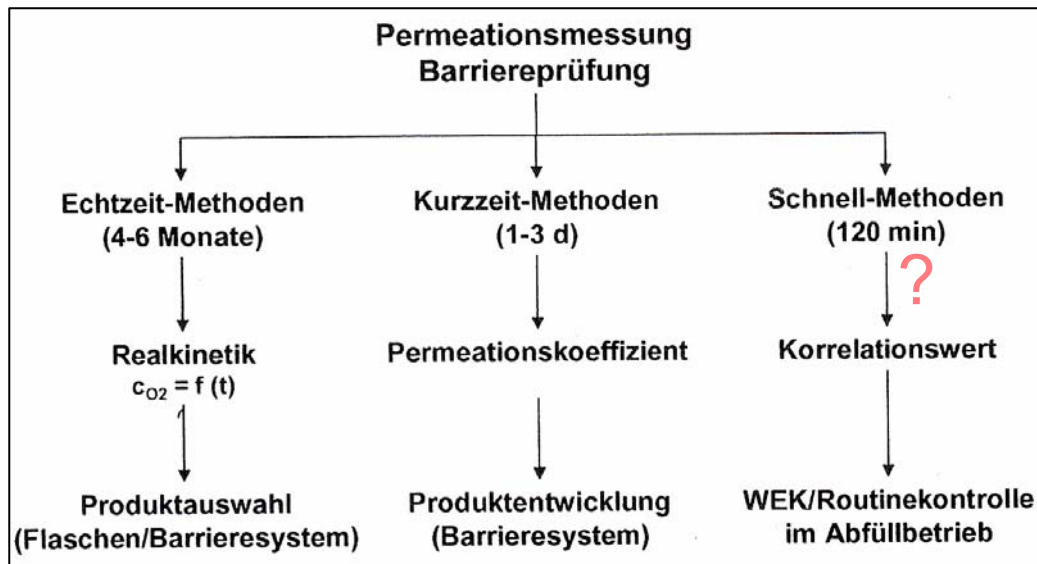 Permeationsmessung
Barriereprüfung
Echtzeit-Methoden
(4-6 Monate)
Kurzzeit-Methoden
(1-3 d)
Schnell-Methoden
(120 min)
?
Realkinetik
c_O2 = f (t)
Permeationskoeffizient
Korrelationswert
Produktauswahl
(Flaschen/Barrieresystem)
Produktentwicklung
(Barrieresystem)
WEK/Routinekontrolle
im Abfüllbetrieb